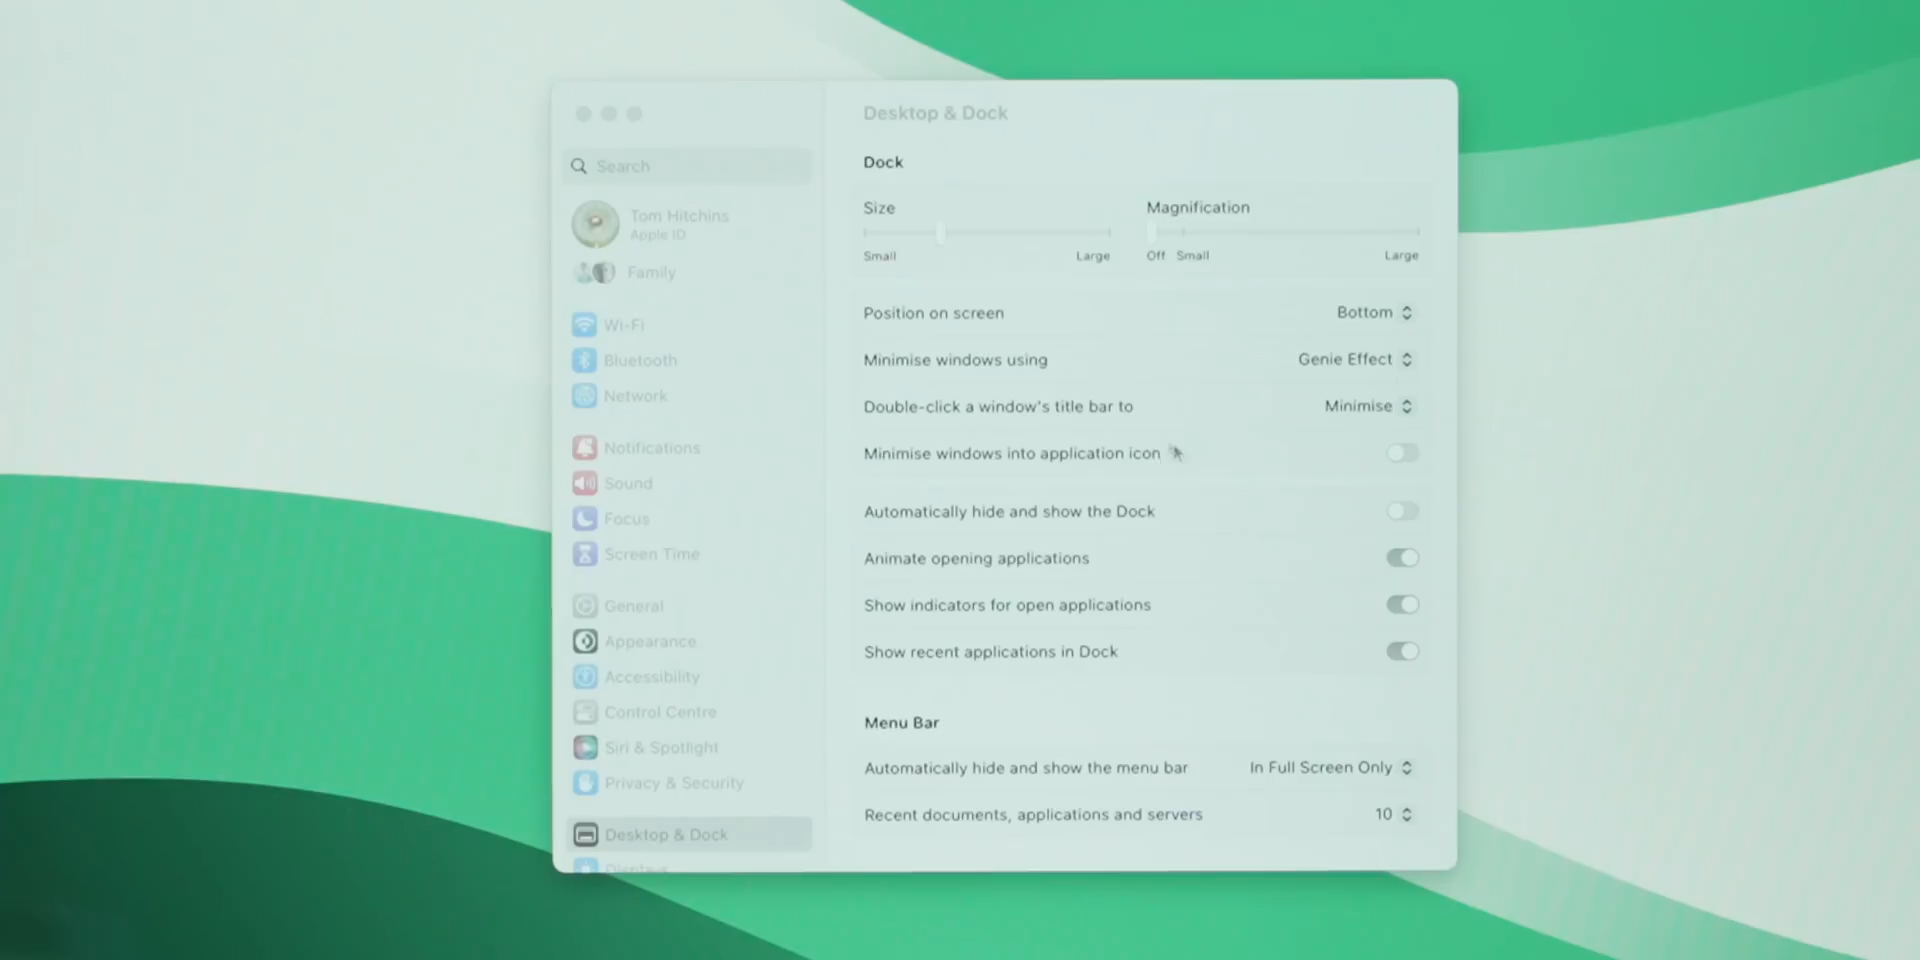 Desktop & Dock
Search
Tom Hitchins
Apple ID
Family
Wi-Fi
Bluetooth
Network
Notifications
Sound
Focus
Screen Time
General
Appearance
Accessibility
Control Centre
Siri & Spotlight
Privacy & Security
Desktop & Dock
Displays
Dock
Size
Magnification
Small
Large
Off
Small
Large
Position on screen
Bottom
Minimise windows using
Genie Effect
Double-click a window's title bar to
Minimise
Minimise windows into application icon
Automatically hide and show the Dock
Animate opening applications
Show indicators for open applications
Show recent applications in Dock
Menu Bar
Automatically hide and show the menu bar
In Full Screen Only
Recent documents, applications and servers
10